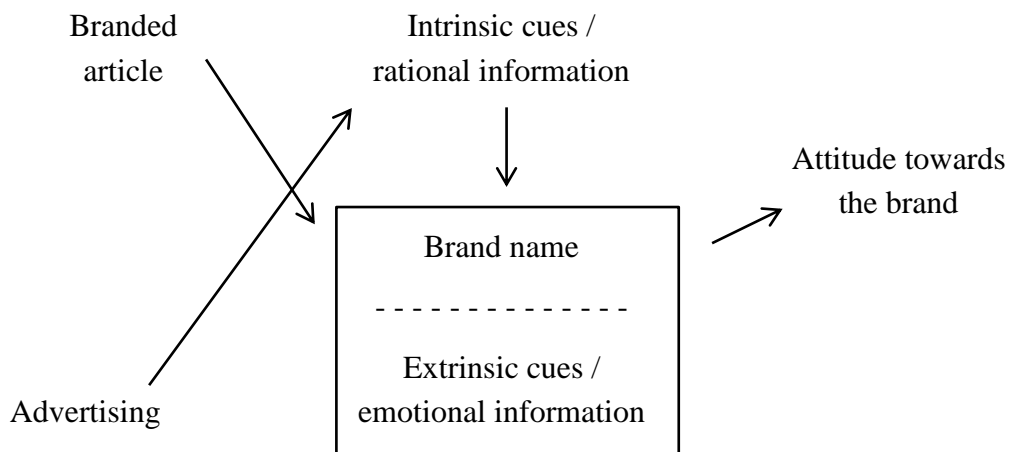 Branded
article
Intrinsic cues /
rational information
Attitude towards
the brand
Brand name
- - - - - - - - - - - - - -
Extrinsic cues /
emotional information
Advertising